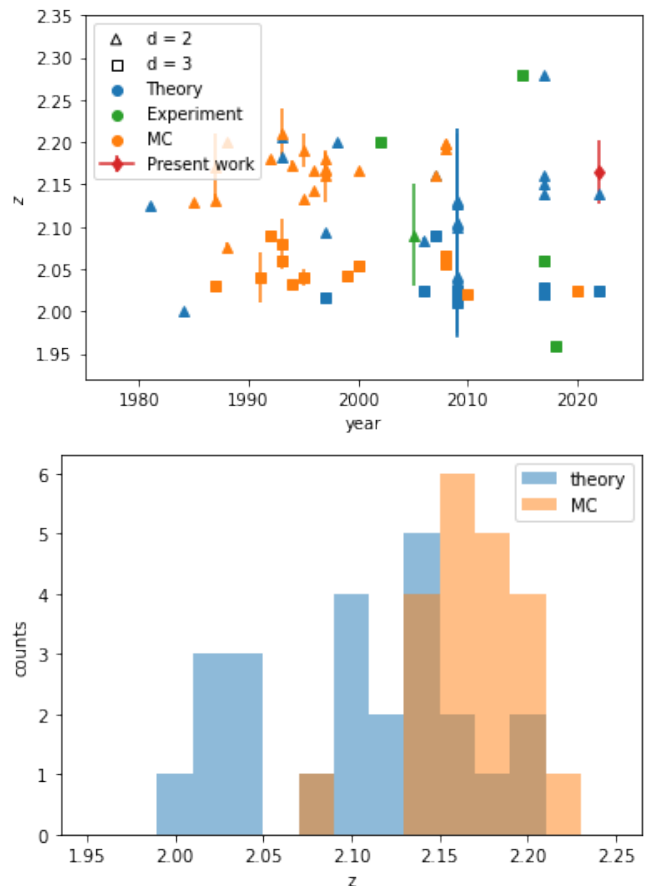 2.35
2.30
2.25
2.20
2.15
2.10
2.05
2.00
1.95
z
d = 2
d = 3
Theory
Experiment
MC
Present work
1980 1990 2000 2010 2020
year
6
5
4
3
2
1
0
counts
theory
MC
1.95 2.00 2.05 2.10 2.15 2.20 2.25
z